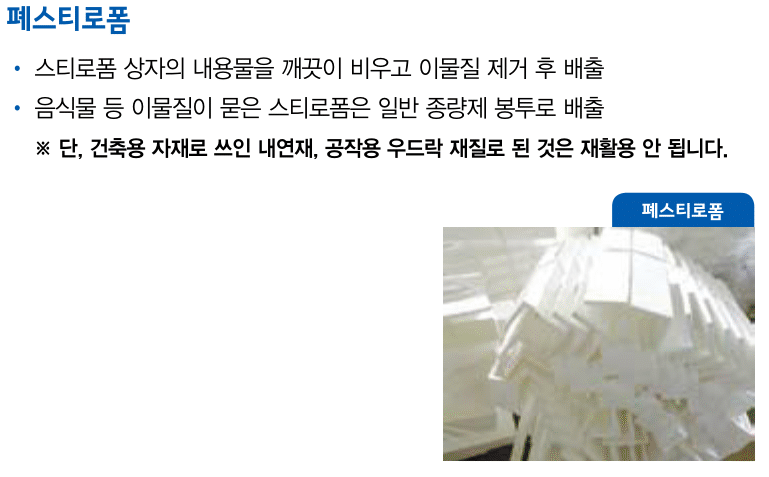 폐스티로폼
• 스티로폼 상자의 내용물을 깨끗이 비우고 이물질 제거 후 배출
• 음식물 등 이물질이 묻은 스티로폼은 일반 종량제 봉투로 배출
※ 단, 건축용 자재로 쓰인 내연재, 공작용 우드락 재질로 된 것은 재활용 안 됩니다.
폐스티로폼